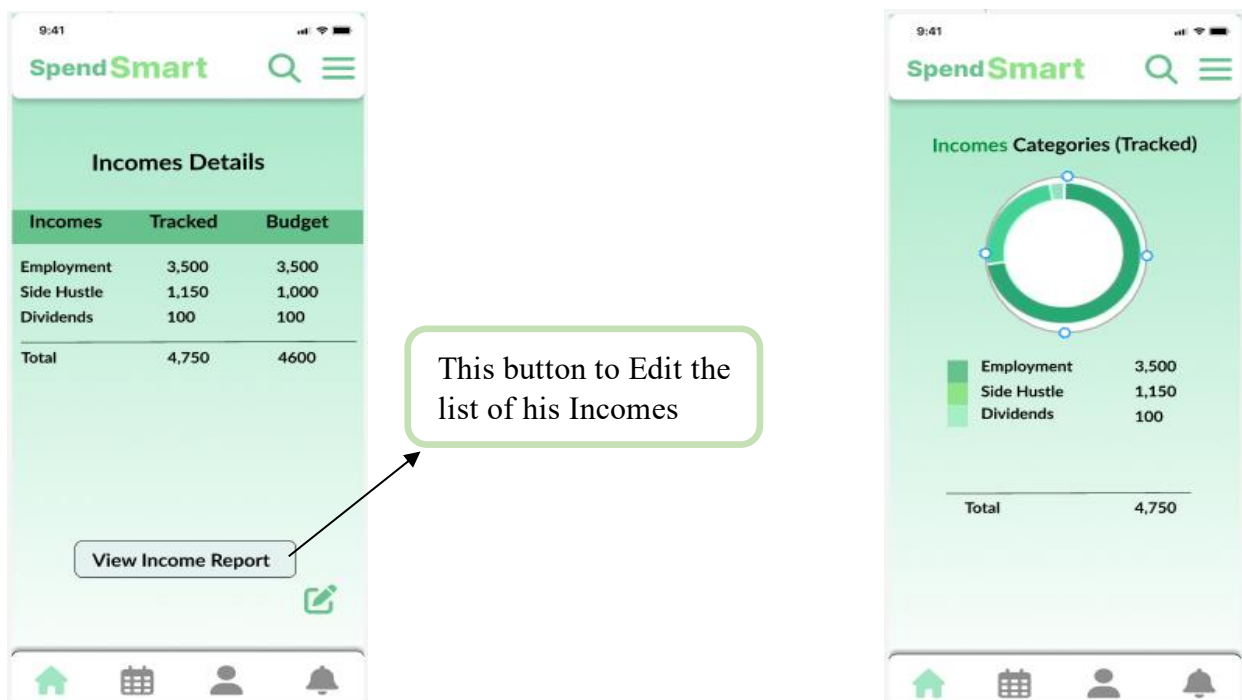 9:41
SpendSmart
Incomes Details
Incomes Tracked Budget
Employment 3,500 3,500
Side Hustle 1,150 1,000
Dividends 100 100
Total 4,750 4600
View Income Report
This button to Edit the
list of his Incomes
9:41
SpendSmart
Incomes Categories (Tracked)
Employment 3,500
Side Hustle 1,150
Dividends 100
Total 4,750